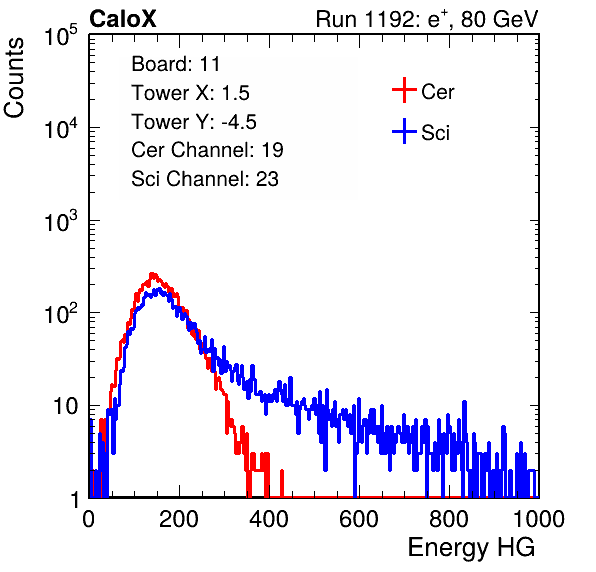 CaloX Run 1192: e⁺, 80 GeV
Counts
10⁵
10⁴
10³
10²
10
1
Board: 11
Tower X: 1.5
Tower Y: -4.5
Cer Channel: 19
Sci Channel: 23
Cer
Sci
0 200 400 600 800 1000
Energy HG